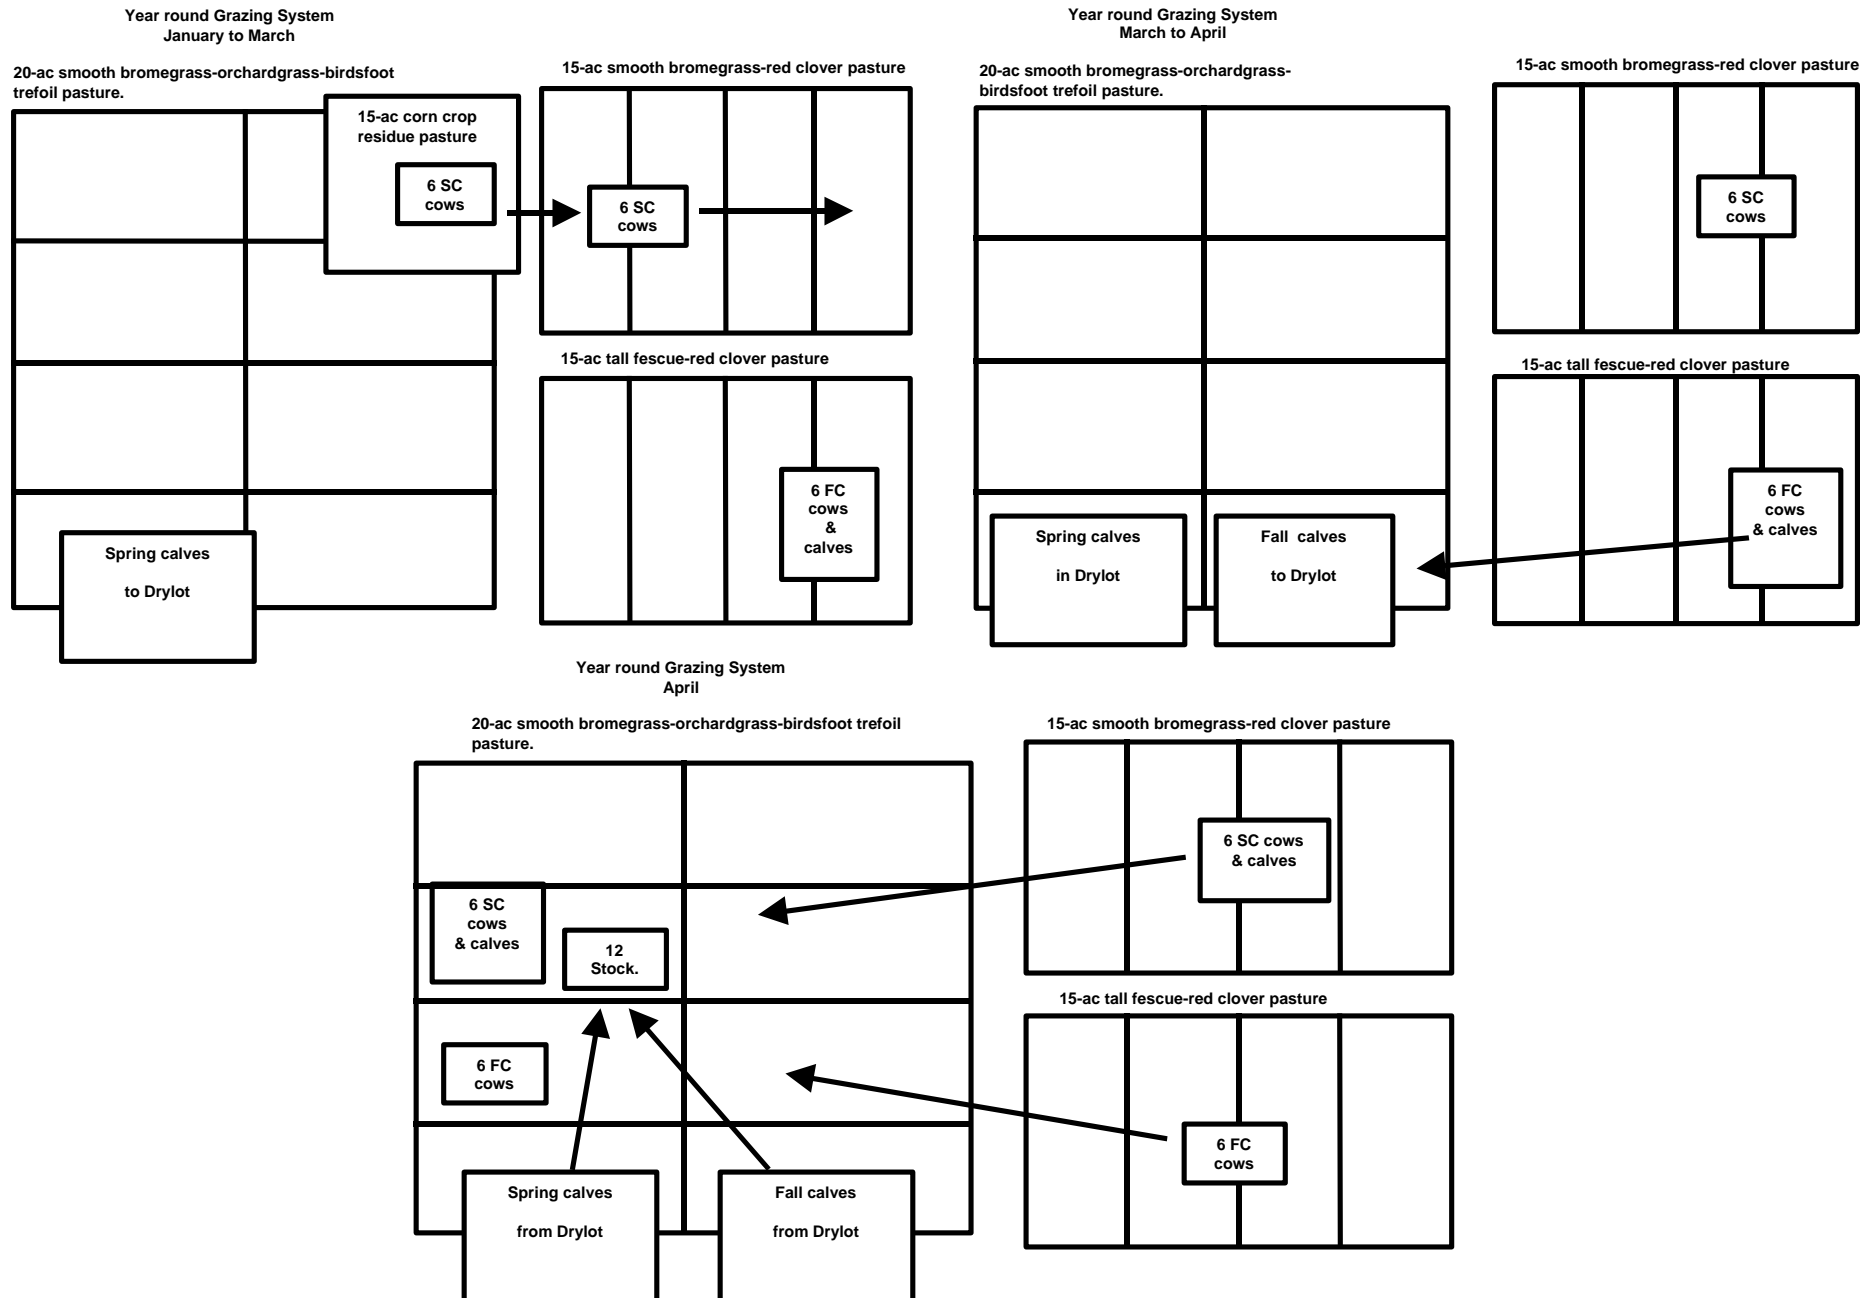 Year round Grazing System
January to March
20-ac smooth bromegrass-orchardgrass-birdsfoot
trefoil pasture.
15-ac corn crop
residue pasture
6 SC
cows
15-ac smooth bromegrass-red clover pasture
6 SC
cows
15-ac tall fescue-red clover pasture
6 FC
cows
&
calves
Spring calves
to Drylot
Year round Grazing System
March to April
20-ac smooth bromegrass-orchardgrass-
birdsfoot trefoil pasture.
15-ac smooth bromegrass-red clover pasture
6 SC
cows
15-ac tall fescue-red clover pasture
6 FC
cows
& calves
Spring calves
in Drylot
Fall calves
to Drylot
Year round Grazing System
April
20-ac smooth bromegrass-orchardgrass-birdsfoot trefoil
pasture.
15-ac smooth bromegrass-red clover pasture
6 SC cows
& calves
6 SC
cows
& calves
12
Stock.
15-ac tall fescue-red clover pasture
6 FC
cows
6 FC
cows
Spring calves
from Drylot
Fall calves
from Drylot